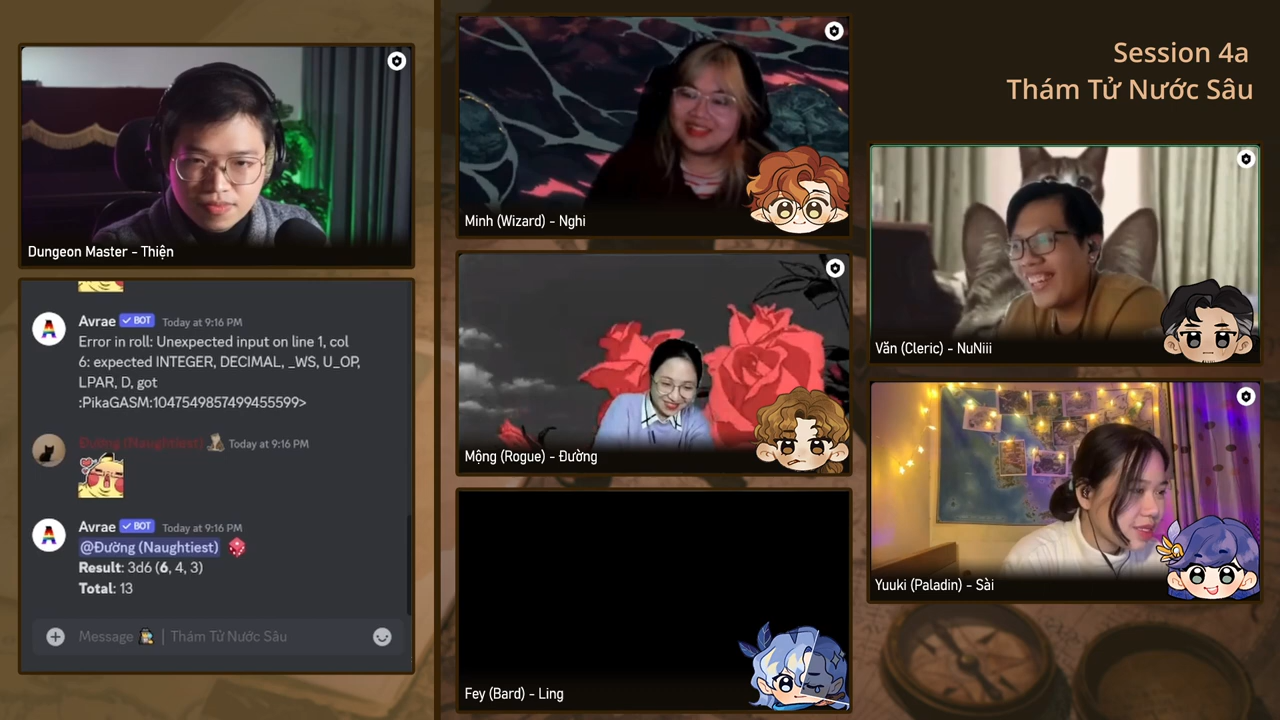 Session 4a
Thám Tử Nước Sâu
Dungeon Master - Thiện
Avrae ✓ BOT Today at 9:16 PM
Error in roll: Unexpected input on line 1, col
6: expected INTEGER, DECIMAL, _WS, U_OP,
LPAR, D, got
:PikaGASM:1047549857499455599>
Đường (Naughtiest) Today at 9:16 PM
Avrae ✓ BOT Today at 9:16 PM
@Đường (Naughtiest)
Result: 3d6 (6, 4, 3)
Total: 13
Message | Thám Tử Nước Sâu
Minh (Wizard) - Nghi
Mộng (Rogue) - Đường
Fey (Bard) - Ling
Văn (Cleric) - NuNiii
Yuuki (Paladin) - Sài